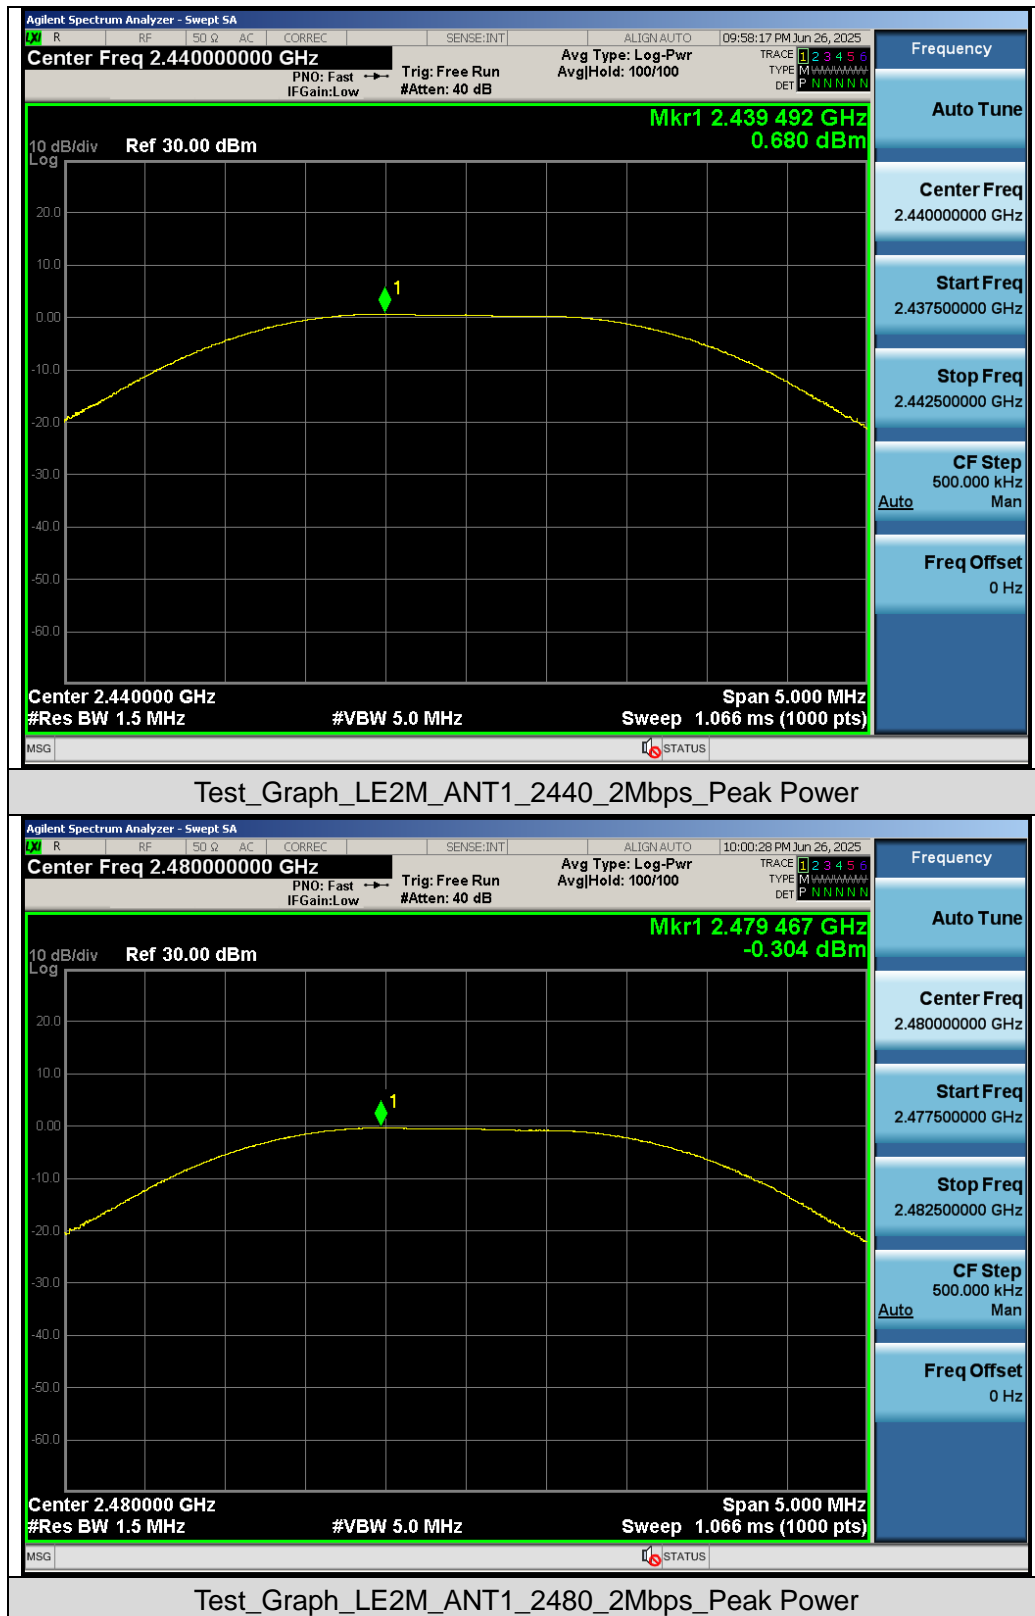 Agilent Spectrum Analyzer - Swept SA
LXI R RF 50 Ω AC CORREC SENSE:INT ALIGN AUTO 09:58:17 PM Jun 26, 2025
Center Freq 2.440000000 GHz
PNO: Fast
IFGain:Low
Trig: Free Run
#Atten: 40 dB
Avg Type: Log-Pwr
Avg|Hold: 100/100
TRACE 1 2 3 4 5 6
TYPE M
DET P N N N N N
Frequency
Auto Tune
Center Freq
2.440000000 GHz
Start Freq
2.437500000 GHz
Stop Freq
2.442500000 GHz
CF Step
500.000 kHz
Auto Man
Freq Offset
0 Hz
Mkr1 2.439 492 GHz
0.680 dBm
10 dB/div Ref 30.00 dBm
Log
20.0
10.0
1
0.00
-10.0
-20.0
-30.0
-40.0
-50.0
-60.0
Center 2.440000 GHz Span 5.000 MHz
#Res BW 1.5 MHz #VBW 5.0 MHz Sweep 1.066 ms (1000 pts)
MSG STATUS
Test_Graph_LE2M_ANT1_2440_2Mbps_Peak Power
Agilent Spectrum Analyzer - Swept SA
LXI R RF 50 Ω AC CORREC SENSE:INT ALIGN AUTO 10:00:28 PM Jun 26, 2025
Center Freq 2.480000000 GHz
PNO: Fast
IFGain:Low
Trig: Free Run
#Atten: 40 dB
Avg Type: Log-Pwr
Avg|Hold: 100/100
TRACE 1 2 3 4 5 6
TYPE M
DET P N N N N N
Frequency
Auto Tune
Center Freq
2.480000000 GHz
Start Freq
2.477500000 GHz
Stop Freq
2.482500000 GHz
CF Step
500.000 kHz
Auto Man
Freq Offset
0 Hz
Mkr1 2.479 467 GHz
-0.304 dBm
10 dB/div Ref 30.00 dBm
Log
20.0
10.0
1
0.00
-10.0
-20.0
-30.0
-40.0
-50.0
-60.0
Center 2.480000 GHz Span 5.000 MHz
#Res BW 1.5 MHz #VBW 5.0 MHz Sweep 1.066 ms (1000 pts)
MSG STATUS
Test_Graph_LE2M_ANT1_2480_2Mbps_Peak Power